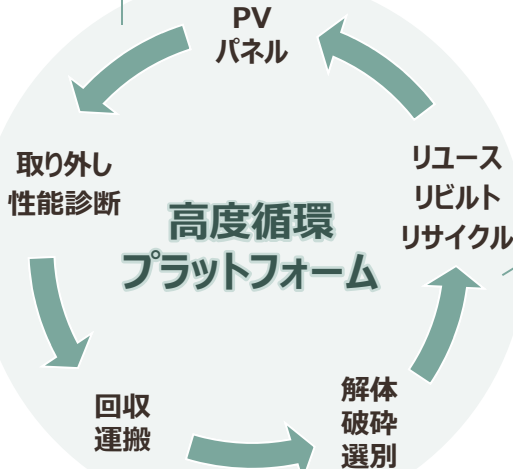 PV
パネル
取り外し
性能診断
高度循環
プラットフォーム
リユース
リビルト
リサイクル
回収
運搬
解体
破砕
選別